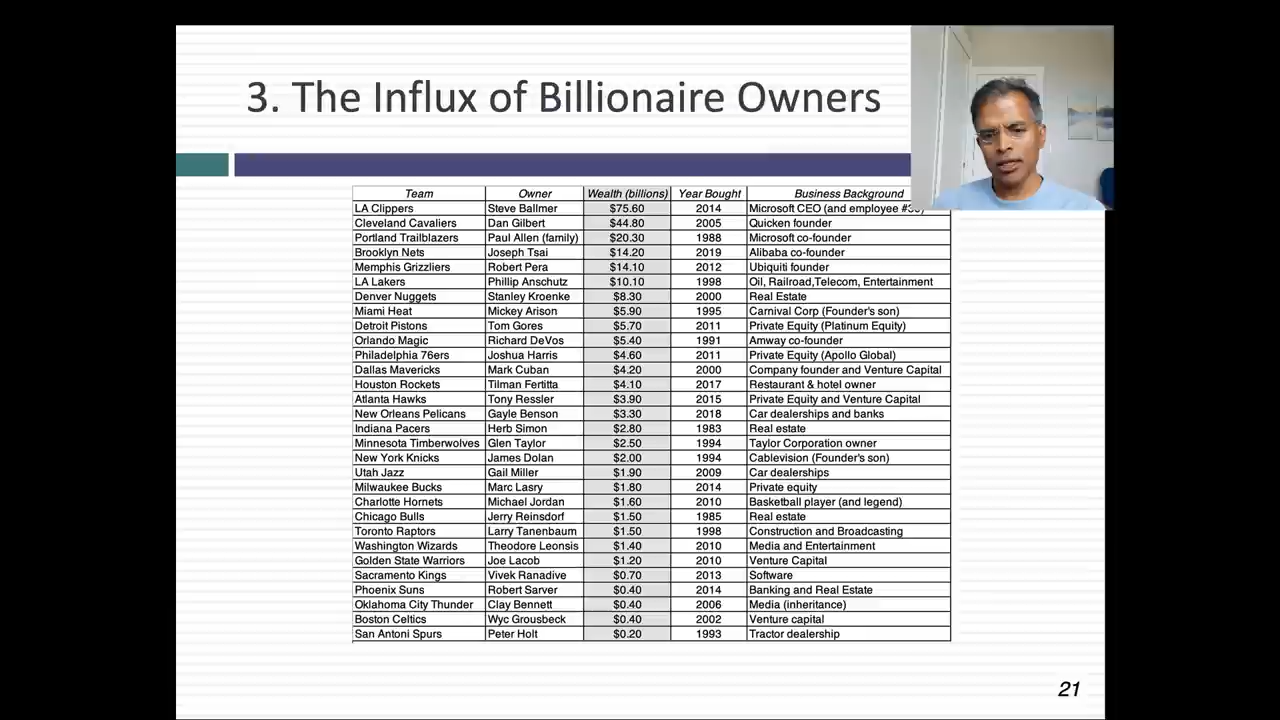 3. The Influx of Billionaire Owners
Team Owner Wealth (billions) Year Bought Business Background
LA Clippers Steve Ballmer $75.60 2014 Microsoft CEO (and employee
Cleveland Cavaliers Dan Gilbert $44.80 2005 Quicken founder
Portland Trailblazers Paul Allen (family) $20.30 1988 Microsoft co-founder
Brooklyn Nets Joseph Tsai $14.20 2019 Alibaba co-founder
Memphis Grizzliers Robert Pera $14.10 2012 Ubiquiti founder
LA Lakers Phillip Anschutz $10.10 1998 Oil, Railroad,Telecom, Entertainment
Denver Nuggets Stanley Kroenke $8.30 2000 Real Estate
Miami Heat Mickey Arison $5.90 1995 Carnival Corp (Founder's son)
Detroit Pistons Tom Gores $5.70 2011 Private Equity (Platinum Equity)
Orlando Magic Richard DeVos $5.40 1991 Amway co-founder
Philadelphia 76ers Joshua Harris $4.60 2011 Private Equity (Apollo Global)
Dallas Mavericks Mark Cuban $4.20 2000 Company founder and Venture Capital
Houston Rockets Tilman Fertitta $4.10 2017 Restaurant & hotel owner
Atlanta Hawks Tony Ressler $3.90 2015 Private Equity and Venture Capital
New Orleans Pelicans Gayle Benson $3.30 2018 Car dealerships and banks
Indiana Pacers Herb Simon $2.80 1983 Real estate
Minnesota Timberwolves Glen Taylor $2.50 1994 Taylor Corporation owner
New York Knicks James Dolan $2.00 1994 Cablevision (Founder's son)
Utah Jazz Gail Miller $1.90 2009 Car dealerships
Milwaukee Bucks Marc Lasry $1.80 2014 Private equity
Charlotte Hornets Michael Jordan $1.60 2010 Basketball player (and legend)
Chicago Bulls Jerry Reinsdorf $1.50 1985 Real estate
Toronto Raptors Larry Tanenbaum $1.50 1998 Construction and Broadcasting
Washington Wizards Theodore Leonsis $1.40 2010 Media and Entertainment
Golden State Warriors Joe Lacob $1.20 2010 Venture Capital
Sacramento Kings Vivek Ranadive $0.70 2013 Software
Phoenix Suns Robert Sarver $0.40 2014 Banking and Real Estate
Oklahoma City Thunder Clay Bennett $0.40 2006 Media (inheritance)
Boston Celtics Wyc Grousbeck $0.40 2002 Venture capital
San Antoni Spurs Peter Holt $0.20 1993 Tractor dealership
21